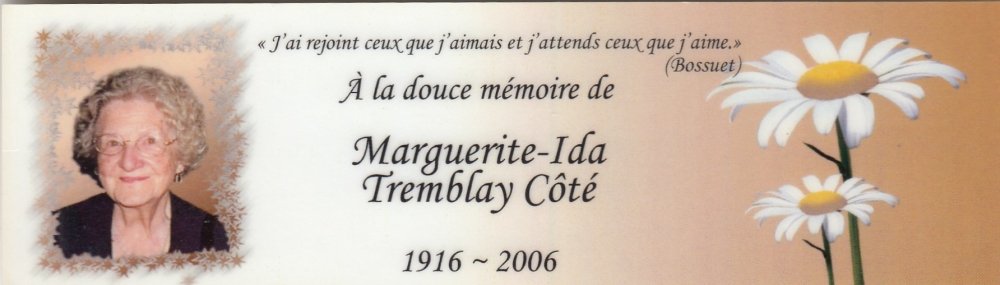 « J'ai rejoint ceux que j'aimais et j'attends ceux que j'aime.»
(Bossuet)
À la douce mémoire de
Marguerite-Ida
Tremblay Côté
1916 ~ 2006